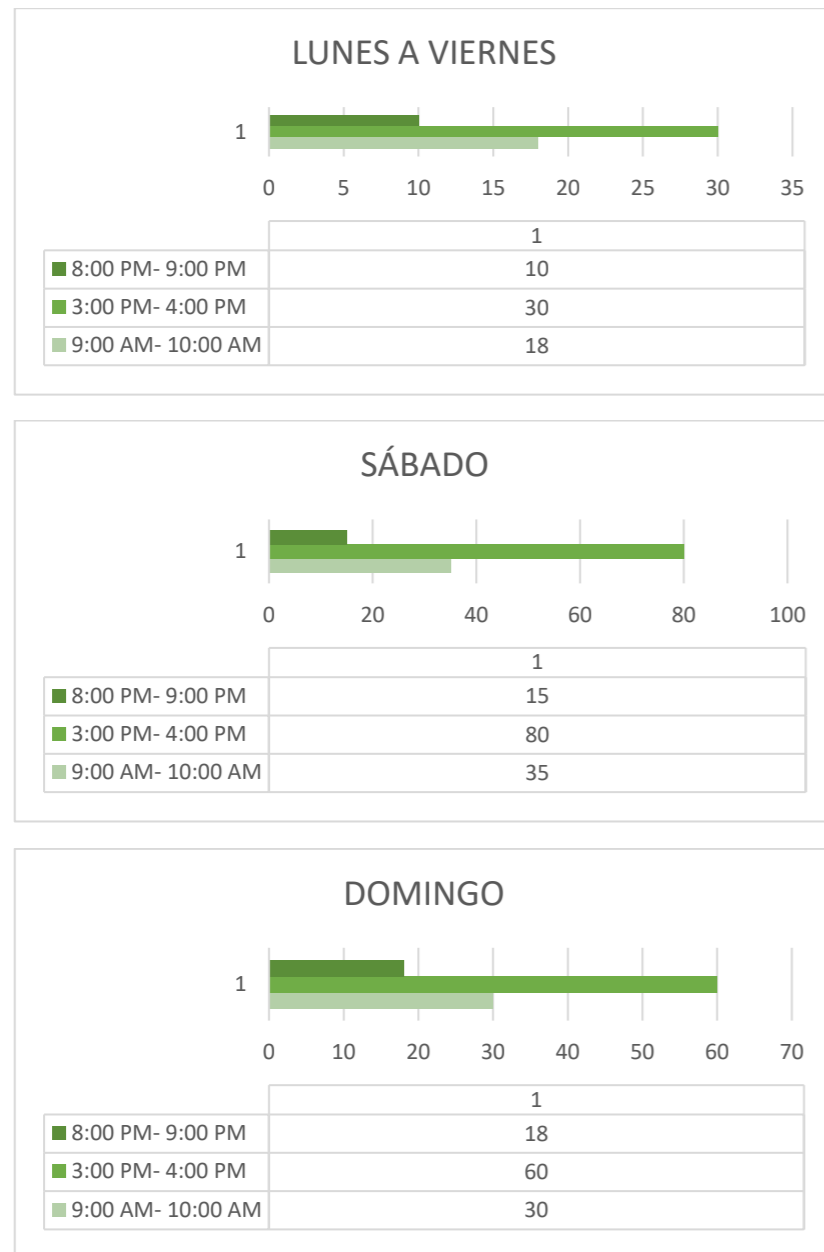 LUNES A VIERNES
1
0 5 10 15 20 25 30 35
1
8:00 PM- 9:00 PM 10
3:00 PM- 4:00 PM 30
9:00 AM- 10:00 AM 18
SÁBADO
1
0 20 40 60 80 100
1
8:00 PM- 9:00 PM 15
3:00 PM- 4:00 PM 80
9:00 AM- 10:00 AM 35
DOMINGO
1
0 10 20 30 40 50 60 70
1
8:00 PM- 9:00 PM 18
3:00 PM- 4:00 PM 60
9:00 AM- 10:00 AM 30